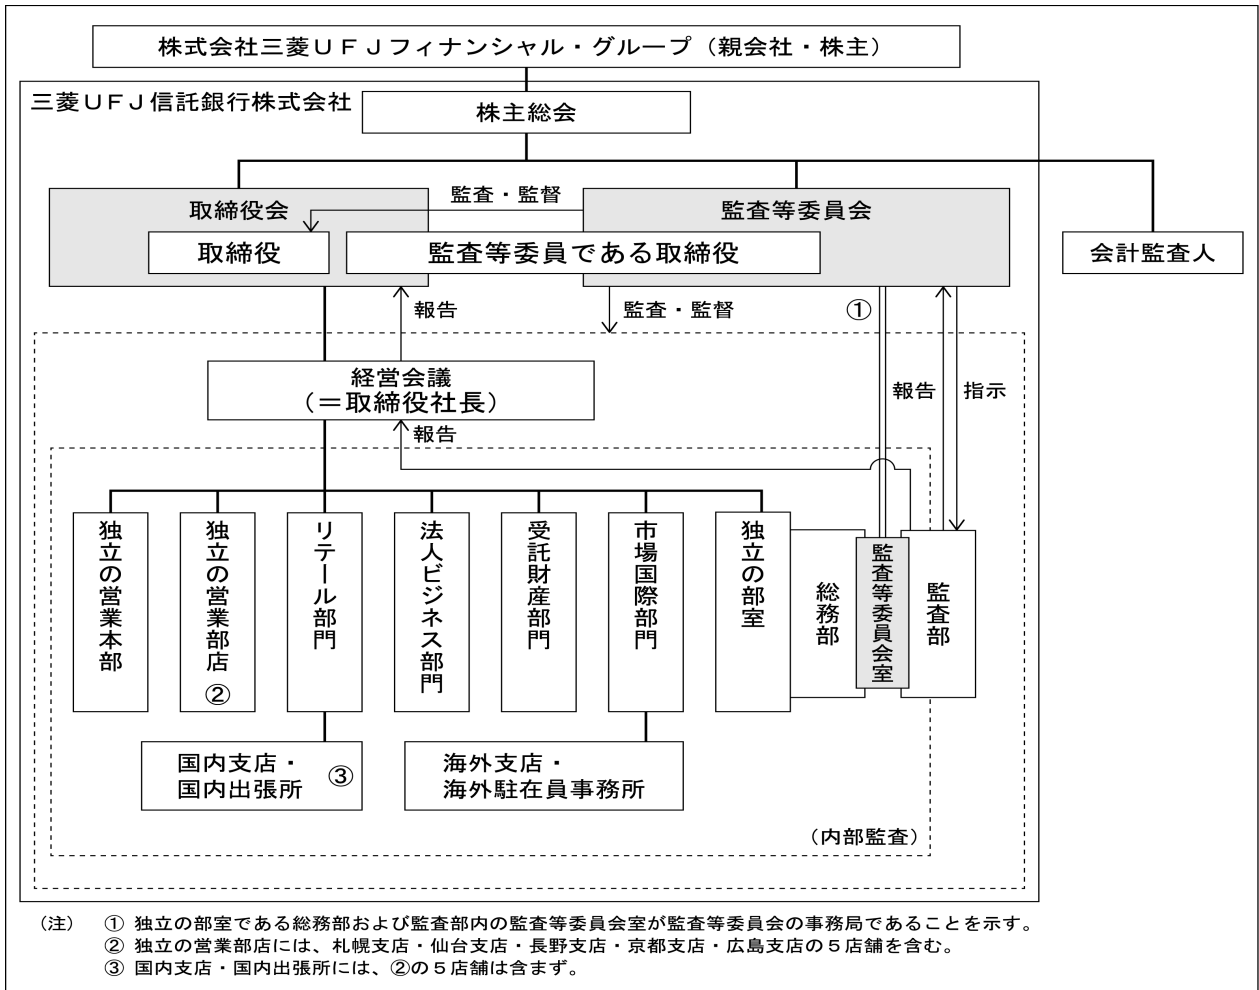 株式会社三菱ＵＦＪフィナンシャル・グループ（親会社・株主）
三菱ＵＦＪ信託銀行株式会社
株主総会
監査・監督
取締役会
監査等委員会
取締役
監査等委員である取締役
会計監査人
報告
監査・監督
①
経営会議
（＝取締役社長）
報告
指示
報告
独立の営業本部
独立の営業部店
②
リテール部門
法人ビジネス部門
受託財産部門
市場国際部門
独立の部室
総務部
監査等委員会室
監査部
国内支店・
国内出張所
③
海外支店・
海外駐在員事務所
（内部監査）
（注）　①　独立の部室である総務部および監査部内の監査等委員会室が監査等委員会の事務局であることを示す。
②　独立の営業部店には、札幌支店・仙台支店・長野支店・京都支店・広島支店の５店舗を含む。
③　国内支店・国内出張所には、②の５店舗は含まず。